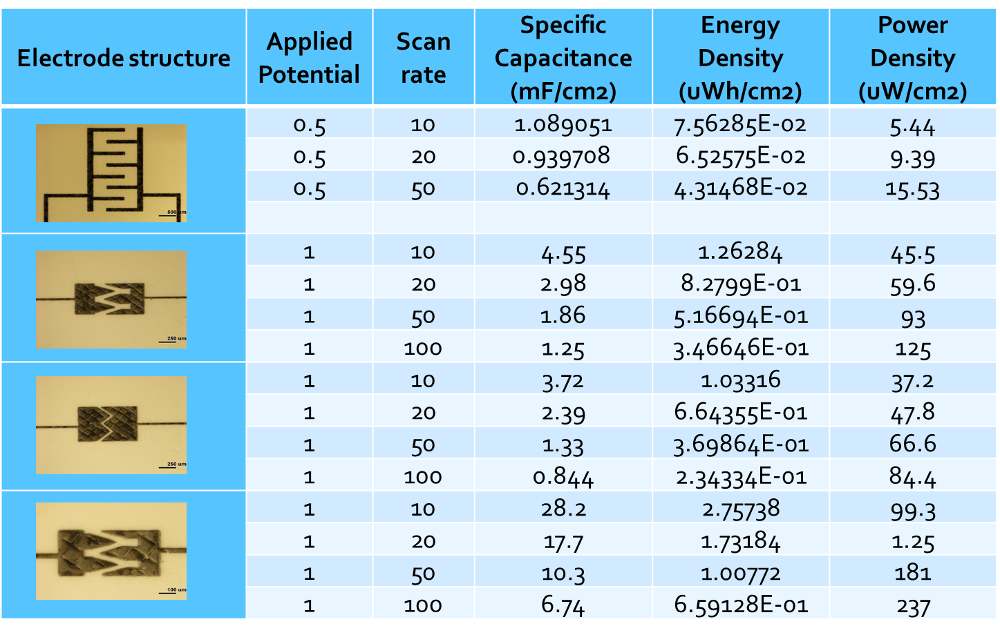 Electrode structure
Applied
Potential
Scan
rate
Specific
Capacitance
(mF/cm2)
Energy
Density
(uWh/cm2)
Power
Density
(uW/cm2)
0.5 10 1.089051 7.56285E-02 5.44
0.5 20 0.939708 6.52575E-02 9.39
0.5 50 0.621314 4.31468E-02 15.53
500 um
1 10 4.55 1.26284 45.5
1 20 2.98 8.2799E-01 59.6
1 50 1.86 5.16694E-01 93
250 um
1 100 1.25 3.46646E-01 125
1 10 3.72 1.03316 37.2
1 20 2.39 6.64355E-01 47.8
1 50 1.33 3.69864E-01 66.6
250 um
1 100 0.844 2.34334E-01 84.4
1 10 28.2 2.75738 99.3
1 20 17.7 1.73184 1.25
1 50 10.3 1.00772 181
100 um
1 100 6.74 6.59128E-01 237